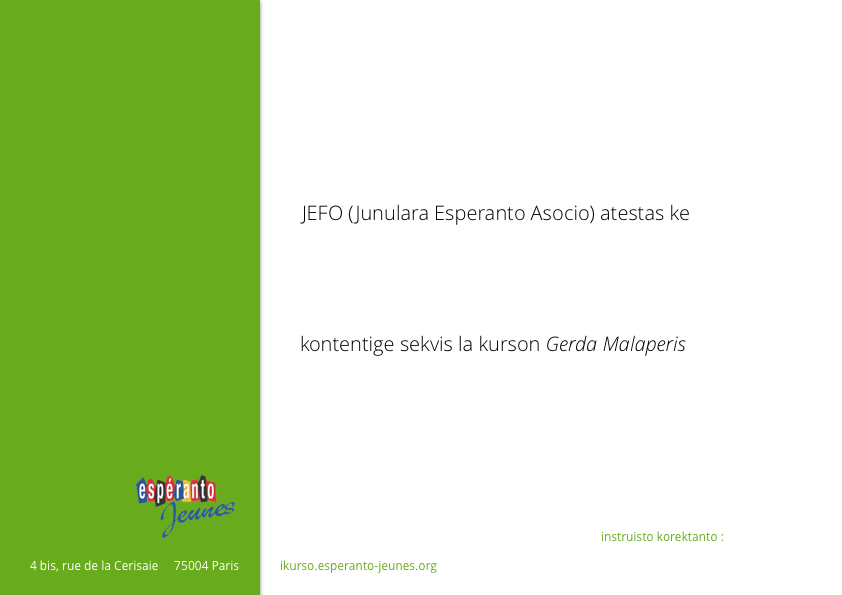 JEFO (Junulara Esperanto Asocio) atestas ke
kontentige sekvis la kurson Gerda Malaperis
espéranto
Jeunes
instruisto korektanto :
4 bis, rue de la Cerisaie 75004 Paris
ikurso.esperanto-jeunes.org